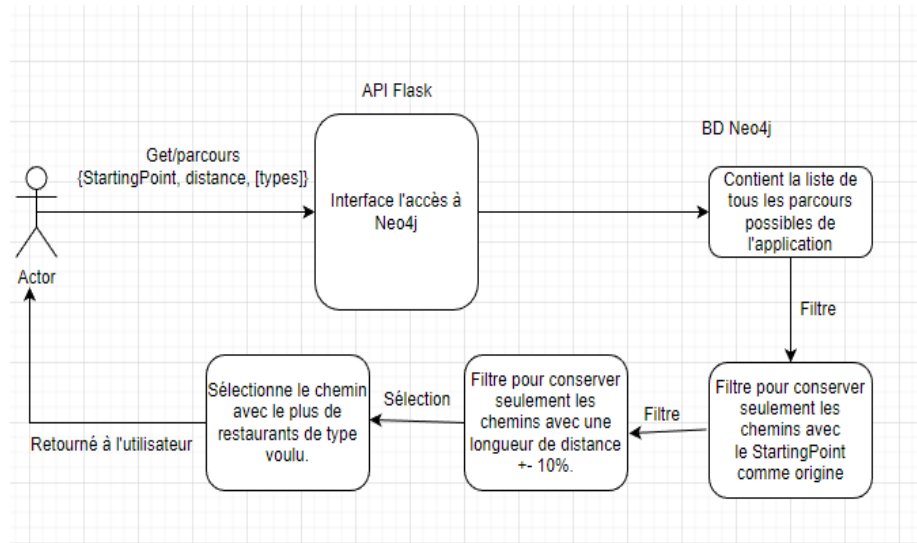 API Flask
BD Neo4j
Get/parcours
{StartingPoint, distance, [types]}
Interface l'accès à
Neo4j
Contient la liste de
tous les parcours
possibles de
l'application
Actor
Filtre
Filtre pour conserver
seulement les
chemins avec
le StartingPoint
comme origine
Filtre
Filtre pour conserver
seulement les
chemins avec une
longueur de distance
+- 10%.
Sélection
Sélectionne le chemin
avec le plus de
restaurants de type
voulu.
Retourné à l'utilisateur